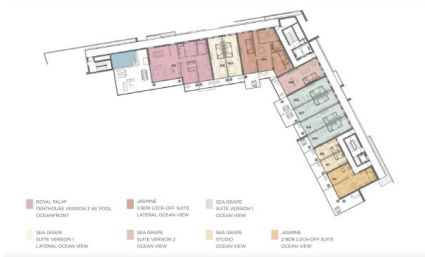 ROYAL PALM*
PENTHOUSE VERSION 3 W/ POOL
OCEANFRONT
JASMINE
3 BDR LOCK-OFF SUITE
LATERAL OCEAN VIEW
SEA GRAPE
SUITE VERSION 1
OCEAN VIEW
SEA GRAPE
SUITE VERSION 1
LATERAL OCEAN VIEW
SEA GRAPE
SUITE VERSION 2
OCEAN VIEW
SEA GRAPE
STUDIO
OCEAN VIEW
JASMINE
2 BDR LOCK-OFF SUITE
OCEAN VIEW